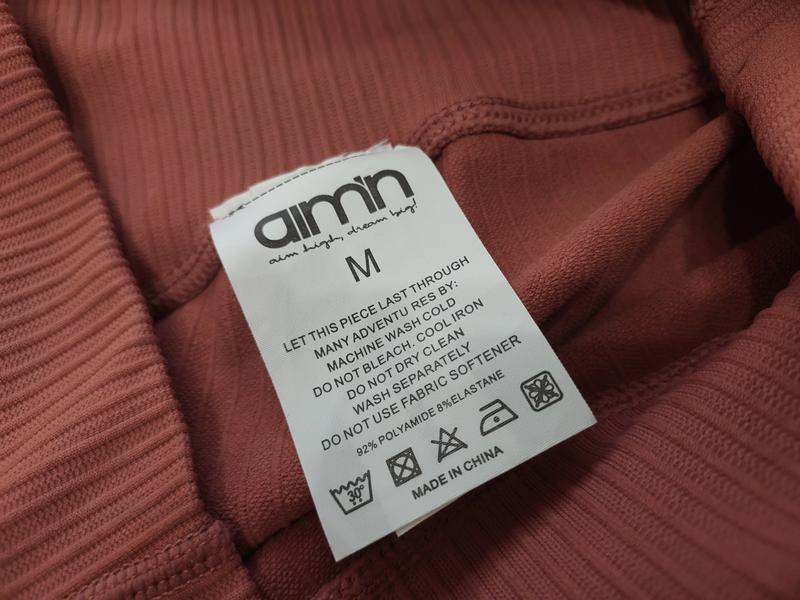 aim'n
aim high, dream big!
M
LET THIS PIECE LAST THROUGH
MANY ADVENTU RES BY:
MACHINE WASH COLD
DO NOT BLEACH. COOL IRON
DO NOT DRY CLEAN
WASH SEPARATELY
DO NOT USE FABRIC SOFTENER
92% POLYAMIDE 8%ELASTANE
30°
MADE IN CHINA